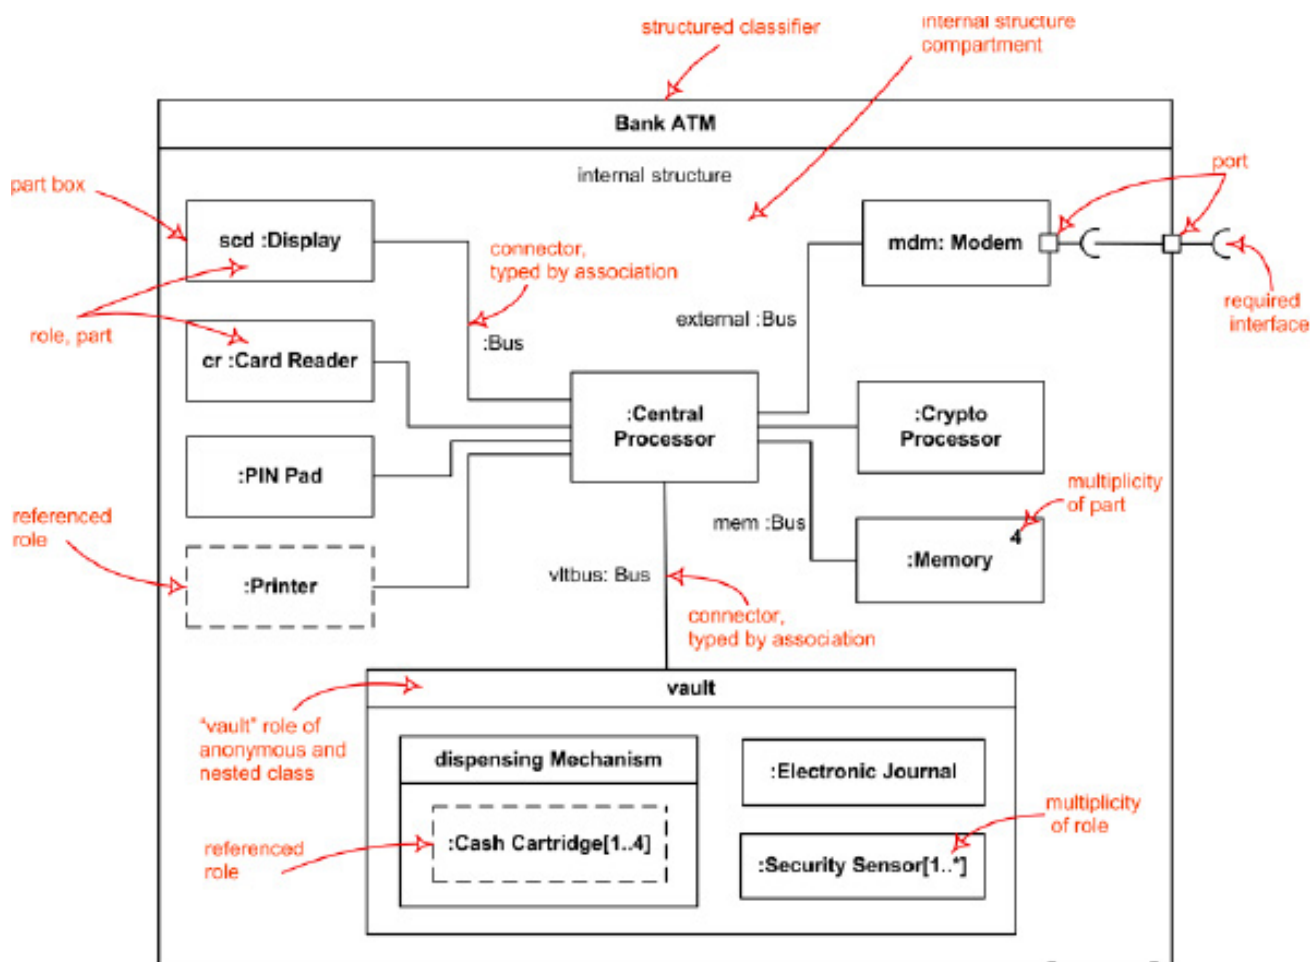 structured classifier
internal structure
compartment
Bank ATM
internal structure
part box
port
scd :Display
connector,
typed by association
mdm: Modem
required
interface
role, part
external :Bus
:Bus
cr :Card Reader
:Central
Processor
:Crypto
Processor
:PIN Pad
multiplicity
of part
referenced
role
mem :Bus
4
:Memory
:Printer
vltbus: Bus
connector,
typed by association
vault
"vault" role of
anonymous and
nested class
dispensing Mechanism
:Electronic Journal
multiplicity
of role
referenced
role
:Cash Cartridge[1..4]
:Security Sensor[1..*]